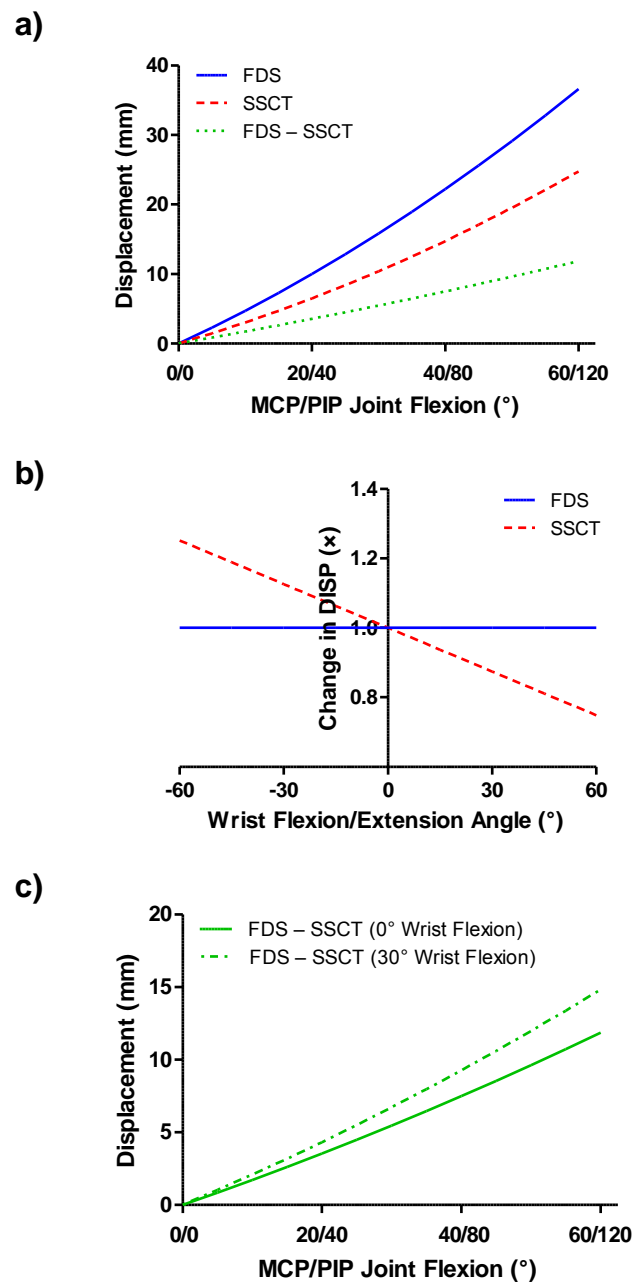 a)
40
30
20
10
0
Displacement (mm)
FDS
SSCT
FDS – SSCT
0/0
20/40
40/80
60/120
MCP/PIP Joint Flexion (°)
b)
1.4
1.2
1.0
0.8
Change in DISP (×)
FDS
SSCT
-60
-30
0
30
60
Wrist Flexion/Extension Angle (°)
c)
20
15
10
5
0
Displacement (mm)
FDS – SSCT (0° Wrist Flexion)
FDS – SSCT (30° Wrist Flexion)
0/0
20/40
40/80
60/120
MCP/PIP Joint Flexion (°)